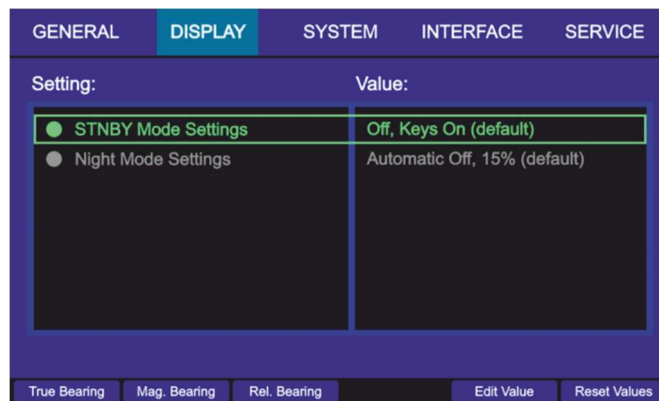 GENERAL DISPLAY SYSTEM INTERFACE SERVICE
Setting: Value:
STNBY Mode Settings Off, Keys On (default)
Night Mode Settings Automatic Off, 15% (default)
True Bearing Mag. Bearing Rel. Bearing Edit Value Reset Values